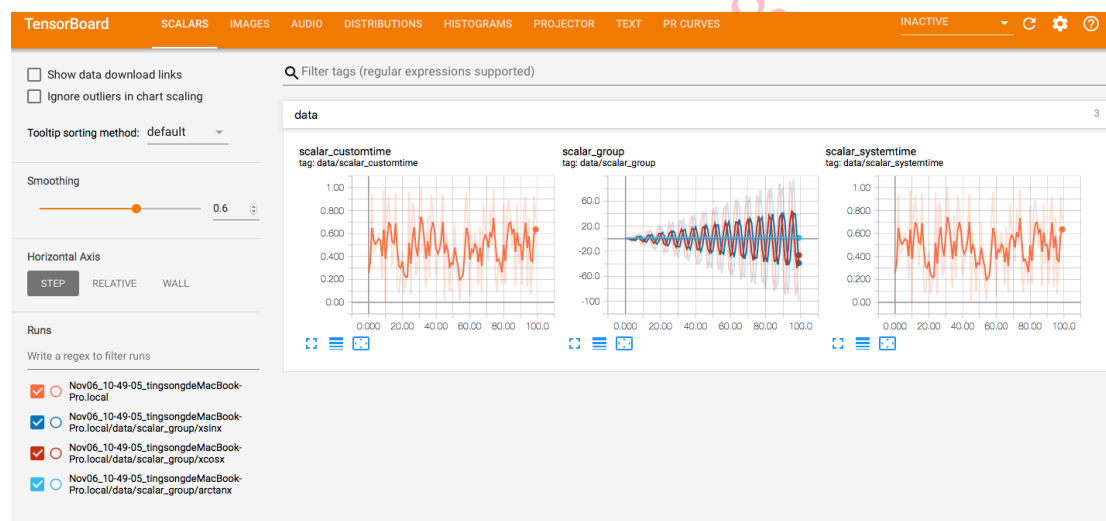 TensorBoard SCALARS IMAGES AUDIO DISTRIBUTIONS HISTOGRAMS PROJECTOR TEXT PR CURVES INACTIVE
Show data download links
Ignore outliers in chart scaling
Tooltip sorting method: default
Smoothing
0.6
Horizontal Axis
STEP RELATIVE WALL
Runs
Write a regex to filter runs
Nov06_10-49-05_tingsongdeMacBook-
Pro.local
Nov06_10-49-05_tingsongdeMacBook-
Pro.local/data/scalar_group/xsinx
Nov06_10-49-05_tingsongdeMacBook-
Pro.local/data/scalar_group/xcosx
Nov06_10-49-05_tingsongdeMacBook-
Pro.local/data/scalar_group/arctanx
Filter tags (regular expressions supported)
data 3
scalar_customtime
tag: data/scalar_customtime
1.00
0.800
0.600
0.400
0.200
0.00
0.000 20.00 40.00 60.00 80.00 100.0
scalar_group
tag: data/scalar_group
60.0
20.0
-20.0
-60.0
-100
0.000 20.00 40.00 60.00 80.00 100.0
scalar_systemtime
tag: data/scalar_systemtime
1.00
0.800
0.600
0.400
0.200
0.00
0.000 20.00 40.00 60.00 80.00 100.0